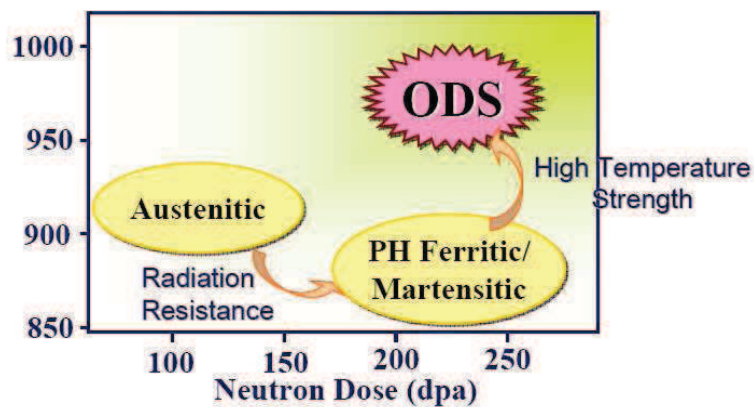 1000
950
900
850
ODS
High Temperature
Strength
Austenitic
PH Ferritic/
Martensitic
Radiation
Resistance
100
150
200
250
Neutron Dose (dpa)